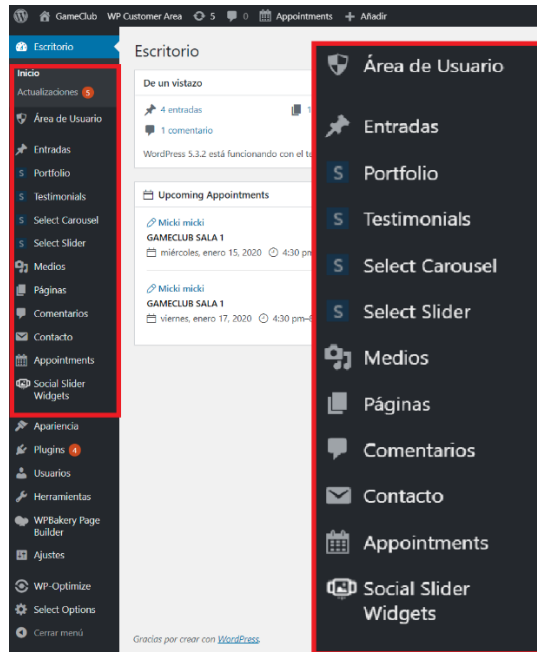 GameClub WP Customer Area 5 0 Appointments + Añadir
Escritorio
Inicio
Actualizaciones 5
Área de Usuario
Entradas
S Portfolio
S Testimonials
S Select Carousel
S Select Slider
Medios
Páginas
Comentarios
Contacto
Appointments
Social Slider
Widgets
Apariencia
Plugins 4
Usuarios
Herramientas
WPBakery Page
Builder
Ajustes
WP-Optimize
Select Options
Cerrar menú
Escritorio
De un vistazo
4 entradas 1
1 comentario
WordPress 5.3.2 está funcionando con el
Upcoming Appointments
Micki micki
GAMECLUB SALA 1
miércoles, enero 15, 2020 4:30 pm
Micki micki
GAMECLUB SALA 1
viernes, enero 17, 2020 4:30 pm
Gracias por crear con WordPress.
Área de Usuario
Entradas
S Portfolio
S Testimonials
S Select Carousel
S Select Slider
Medios
Páginas
Comentarios
Contacto
Appointments
Social Slider
Widgets